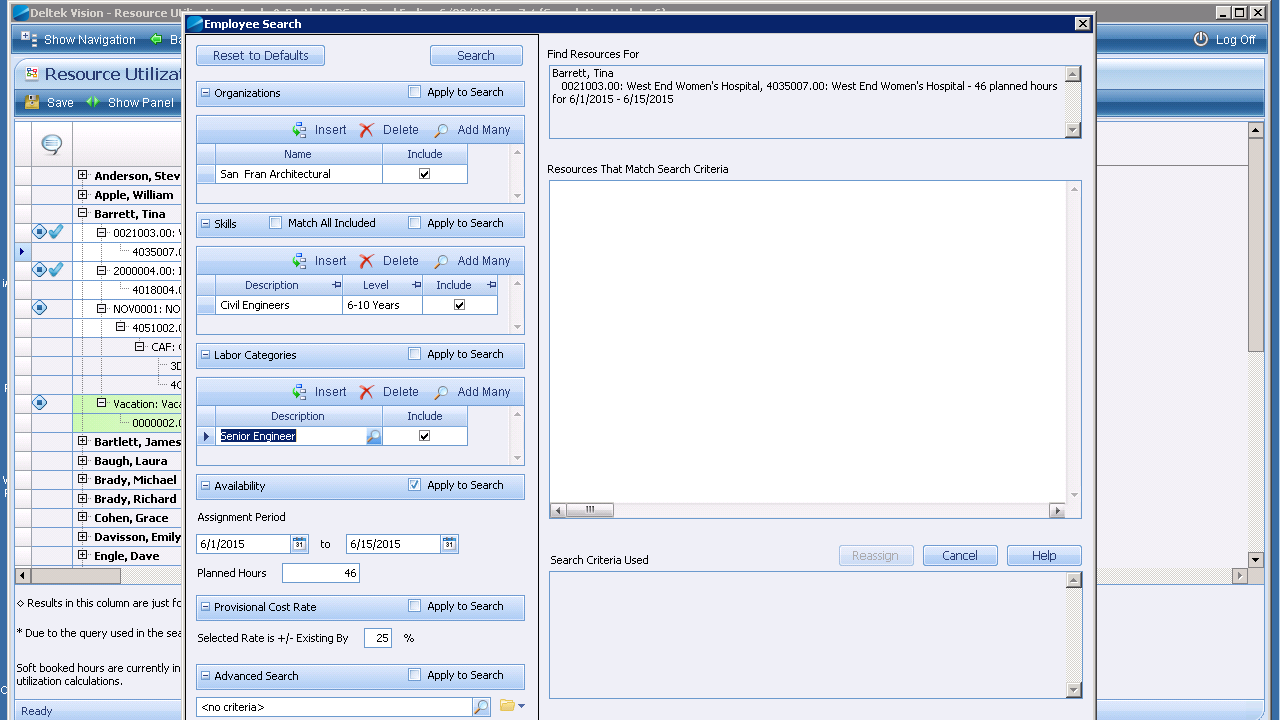 Deltek Vision - Resource Utiliz
Employee Search
Show Navigation
Ba
Log Off
Resource Utilizat
Save
Show Panel
Anderson, Stev
Apple, William
Barrett, Tina
0021003.00:
4035007.
2000004.00:
4018004.
NOV0001: NO
4051002.
CAF:
3D
4C
Vacation: Vaca
0000002.
Bartlett, James
Baugh, Laura
Brady, Michael
Brady, Richard
Cohen, Grace
Davisson, Emily
Engle, Dave
Results in this column are just fo
* Due to the query used in the sea
Soft booked hours are currently in
utilization calculations.
Ready
Reset to Defaults
Search
Organizations
Apply to Search
Insert
Delete
Add Many
Name
Include
San Fran Architectural
Skills
Match All Included
Apply to Search
Insert
Delete
Add Many
Description
Level
Include
Civil Engineers
6-10 Years
Labor Categories
Apply to Search
Insert
Delete
Add Many
Description
Include
Senior Engineer
Availability
Apply to Search
Assignment Period
6/1/2015
to
6/15/2015
Planned Hours
46
Provisional Cost Rate
Apply to Search
Selected Rate is +/- Existing By
25
%
Advanced Search
Apply to Search
<no criteria>
Find Resources For
Barrett, Tina
0021003.00: West End Women's Hospital, 4035007.00: West End Women's Hospital - 46 planned hours
for 6/1/2015 - 6/15/2015
Resources That Match Search Criteria
Reassign
Cancel
Help
Search Criteria Used